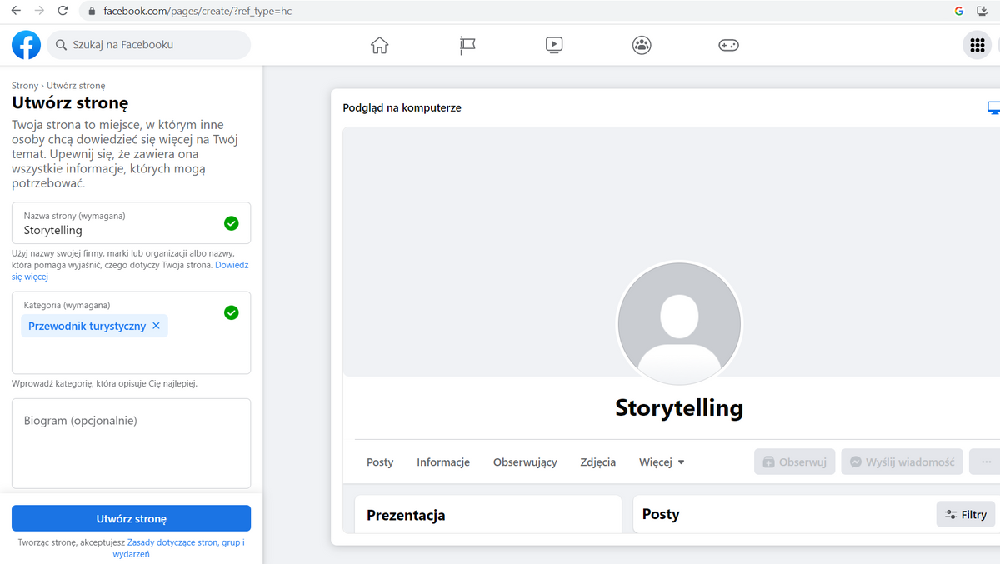 facebook.com/pages/create/?ref_type=hc
Szukaj na Facebooku
Strony › Utwórz stronę
Utwórz stronę
Twoja strona to miejsce, w którym inne
osoby chcą dowiedzieć się więcej na Twój
temat. Upewnij się, że zawiera ona
wszystkie informacje, których mogą
potrzebować.
Nazwa strony (wymagana)
Storytelling
Użyj nazwy swojej firmy, marki lub organizacji albo nazwy,
która pomaga wyjaśnić, czego dotyczy Twoja strona. Dowiedz
się więcej
Kategoria (wymagana)
Przewodnik turystyczny
Wprowadź kategorię, która opisuje Cię najlepiej.
Biogram (opcjonalnie)
Utwórz stronę
Tworząc stronę, akceptujesz Zasady dotyczące stron, grup i
wydarzeń
Podgląd na komputerze
Storytelling
Posty Informacje Obserwujący Zdjęcia Więcej
Obserwuj Wyślij wiadomość
Prezentacja
Posty
Filtry